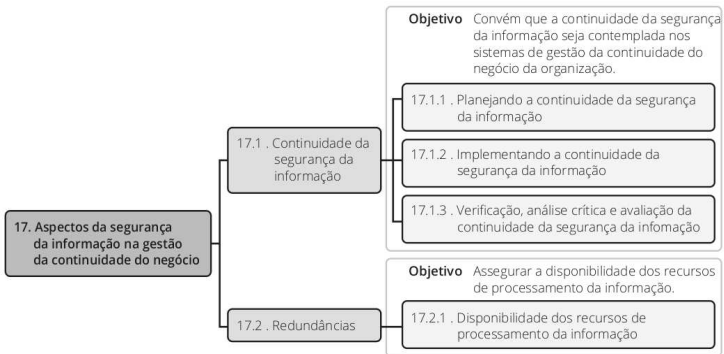 Objetivo Convém que a continuidade da segurança
da informação seja contemplada nos
sistemas de gestão da continuidade do
negócio da organização.
17.1.1 . Planejando a continuidade da segurança
da informação
17.1 . Continuidade da
segurança da
informação
17.1.2 . Implementando a continuidade da
segurança da informação
17.1.3 . Verificação, análise crítica e avaliação da
continuidade da segurança da infomação
17. Aspectos da segurança
da informação na gestão
da continuidade do negócio
Objetivo Assegurar a disponibilidade dos recursos
de processamento da informação.
17.2 . Redundâncias
17.2.1 . Disponibilidade dos recursos de
processamento da informação